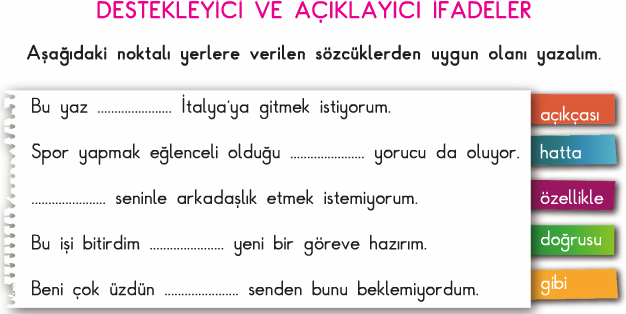 DESTEKLEYİCİ VE AÇIKLAYICI İFADELER
Aşağıdaki noktalı yerlere verilen sözcüklerden uygun olanı yazalım.
Bu yaz ...................... İtalya'ya gitmek istiyorum.
açıkçası
Spor yapmak eğlenceli olduğu ...................... yorucu da oluyor.
hatta
...................... seninle arkadaşlık etmek istemiyorum.
özellikle
Bu işi bitirdim ...................... yeni bir göreve hazırım.
doğrusu
Beni çok üzdün ...................... senden bunu beklemiyordum.
gibi